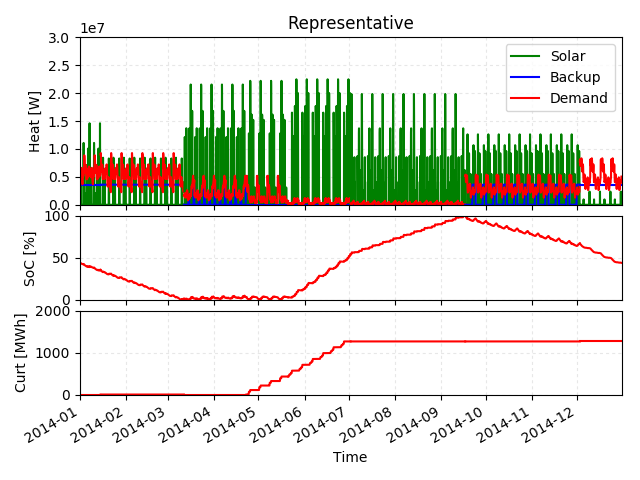 Representative
1e7
3.0
2.5
2.0
1.5
1.0
0.5
0.0
Heat [W]
Solar
Backup
Demand
100
50
0
SoC [%]
2000
1000
0
Curt [MWh]
2014-01
2014-02
2014-03
2014-04
2014-05
2014-06
2014-07
2014-08
2014-09
2014-10
2014-11
2014-12
Time